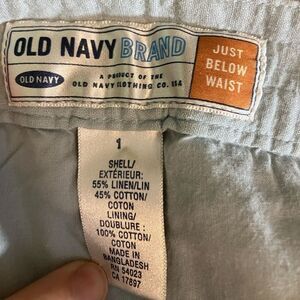 OLD NAVY BRAND
OLD NAVY
A PRODUCT OF THE
OLD NAVY CLOTHING CO. USA
JUST
BELOW
WAIST
1
SHELL/
EXTÉRIEUR:
55% LINEN/LIN
45% COTTON/
COTON
LINING/
DOUBLURE:
100% COTTON/
COTON
MADE IN
BANGLADESH
RN 54023
CA 17897